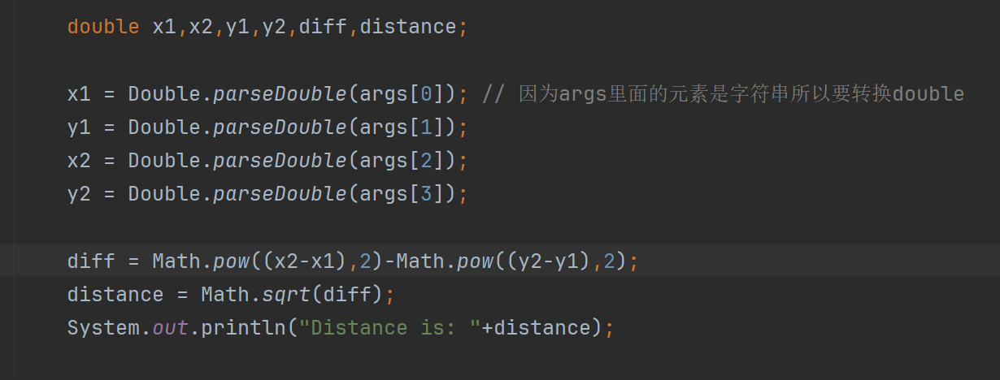 double x1,x2,y1,y2,diff,distance;
x1 = Double.parseDouble(args[0]); // 因为args里面的元素是字符串所以要转换double
y1 = Double.parseDouble(args[1]);
x2 = Double.parseDouble(args[2]);
y2 = Double.parseDouble(args[3]);
diff = Math.pow((x2-x1),2)-Math.pow((y2-y1),2);
distance = Math.sqrt(diff);
System.out.println("Distance is: "+distance);